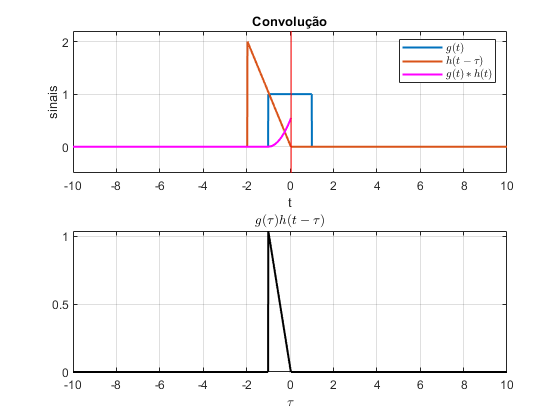 Convolução
2
1
0
sinais
g(t)
h(t − τ)
g(t) ∗ h(t)
-10 -8 -6 -4 -2 0 2 4 6 8 10
t
g(τ)h(t − τ)
1
0.5
0
-10 -8 -6 -4 -2 0 2 4 6 8 10
τ